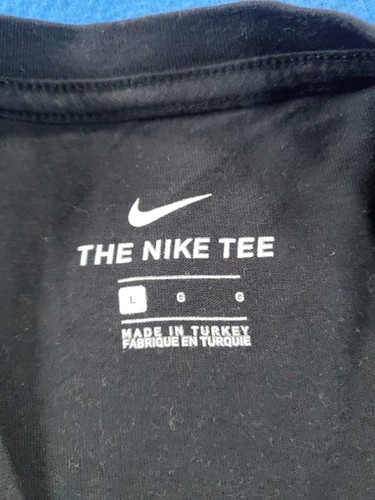 THE NIKE TEE
L G G
MADE IN TURKEY
FABRIQUE EN TURQUIE